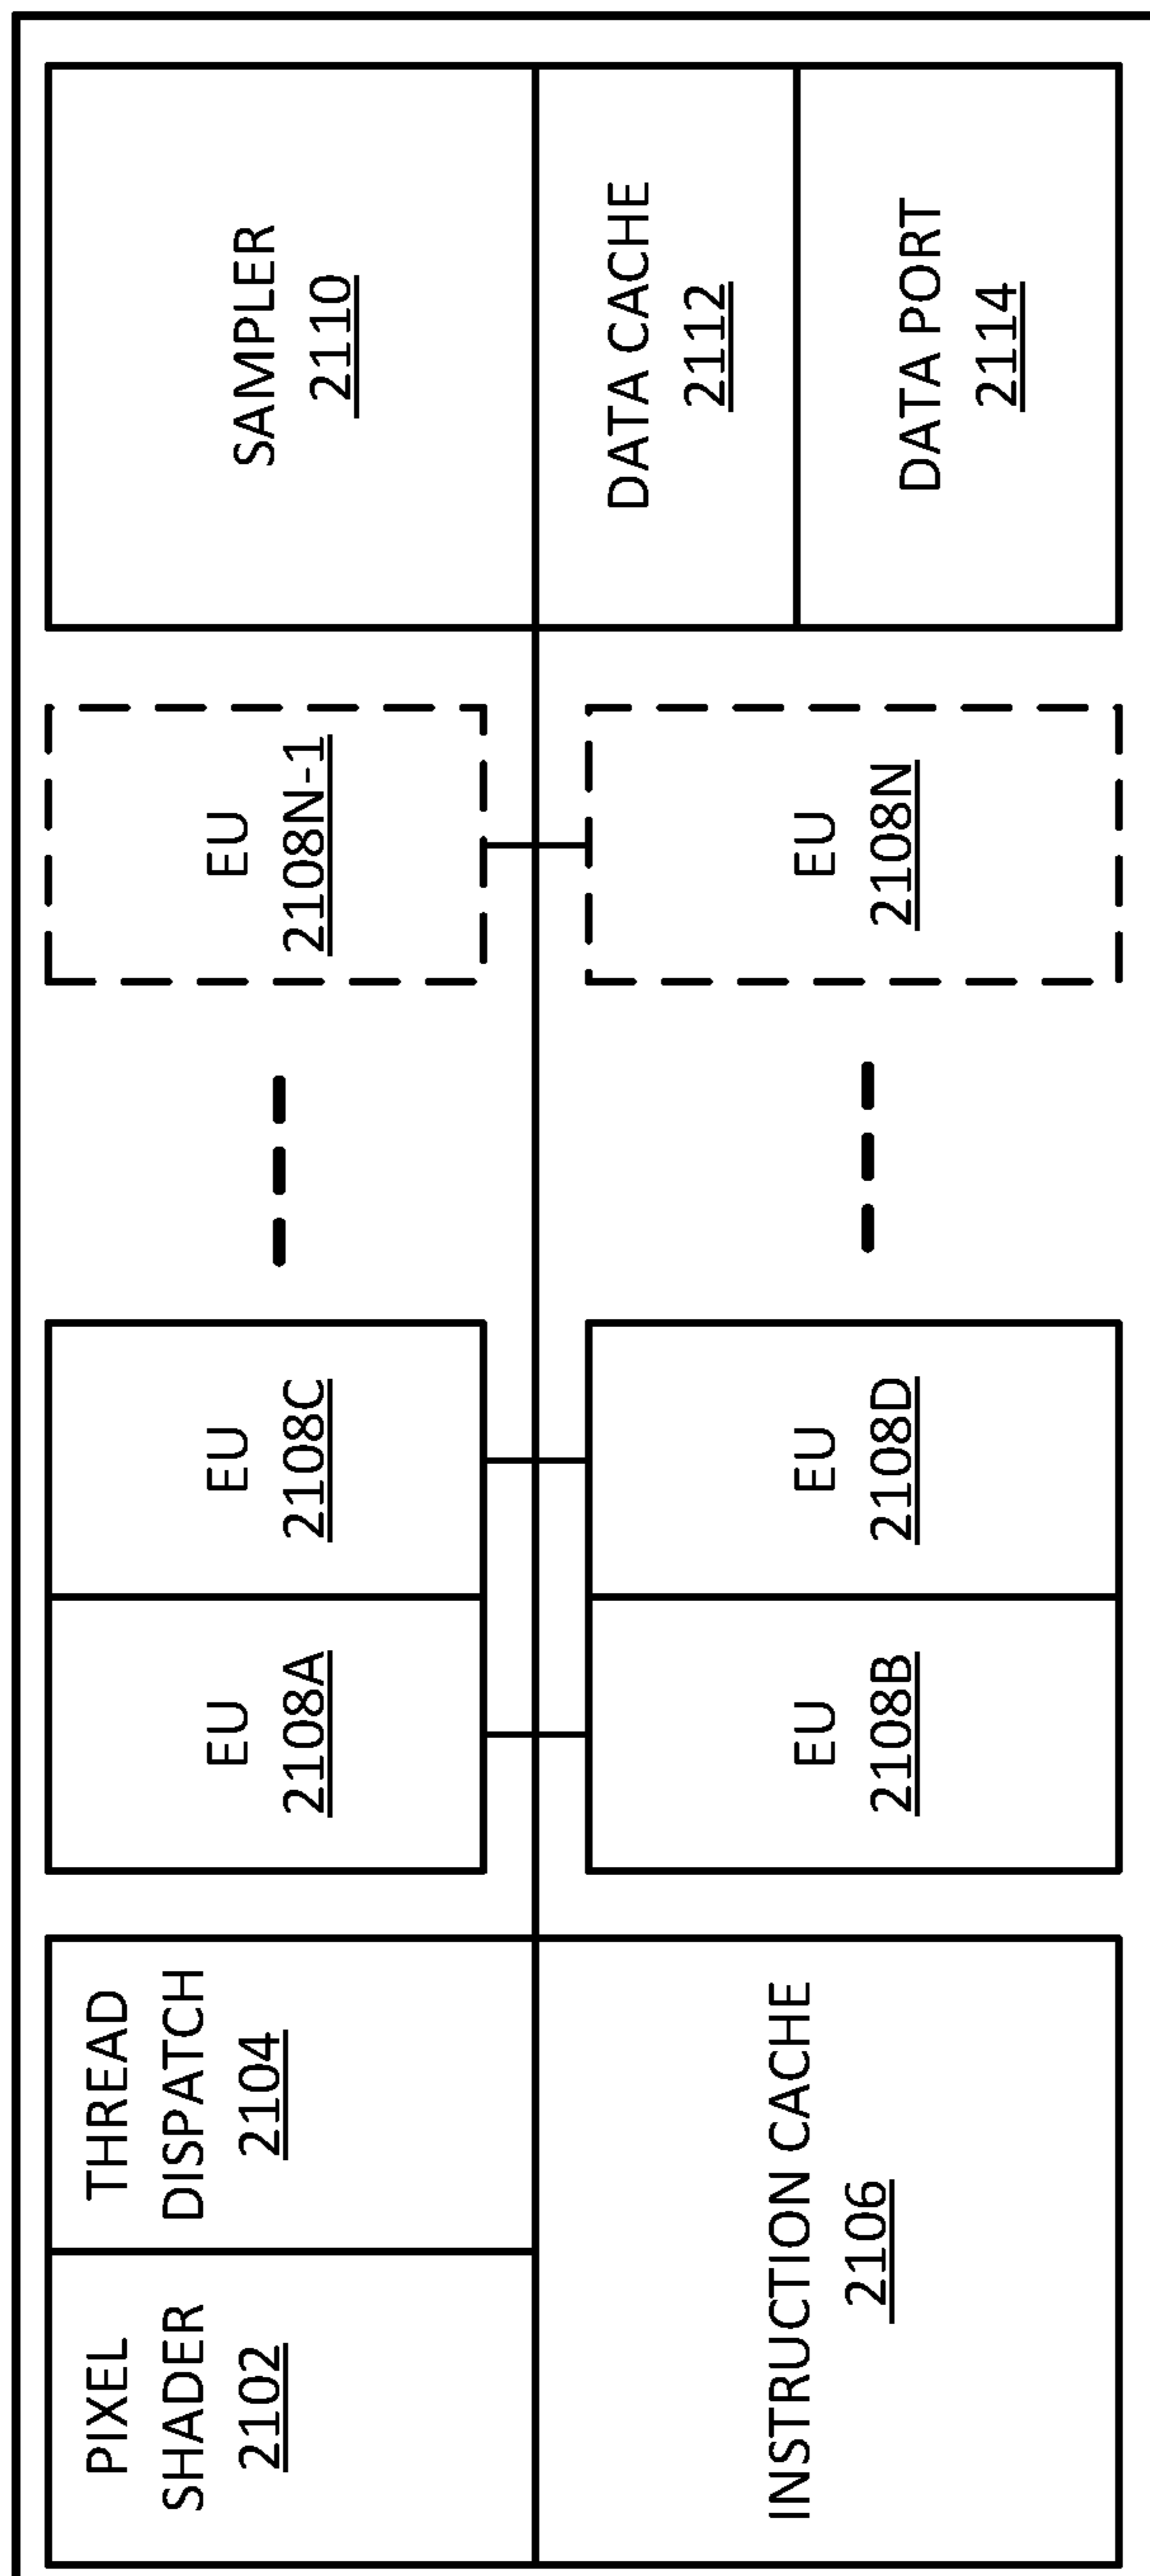 PIXEL
SHADER
2102
THREAD
DISPATCH
2104
INSTRUCTION CACHE
2106
EU
2108A
EU
2108C
EU
2108B
EU
2108D
EU
2108N-1
EU
2108N
SAMPLER
2110
DATA CACHE
2112
DATA PORT
2114